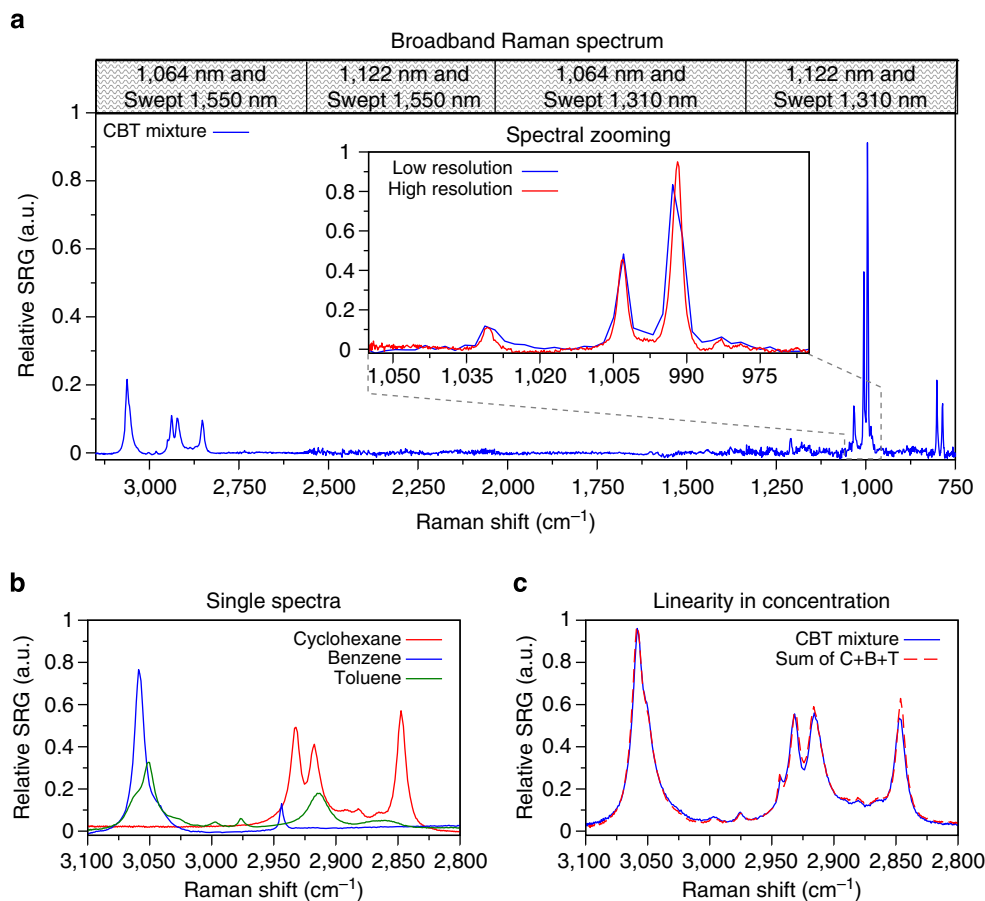 a
Broadband Raman spectrum
1,064 nm and
Swept 1,550 nm
1,122 nm and
Swept 1,550 nm
1,064 nm and
Swept 1,310 nm
1,122 nm and
Swept 1,310 nm
CBT mixture
Relative SRG (a.u.)
1
0.8
0.6
0.4
0.2
0
Spectral zooming
Low resolution
High resolution
1
0.8
0.6
0.4
0.2
0
1,050 1,035 1,020 1,005 990 975
3,000 2,750 2,500 2,250 2,000 1,750 1,500 1,250 1,000 750
Raman shift (cm⁻¹)
b
Single spectra
Cyclohexane
Benzene
Toluene
Relative SRG (a.u.)
1
0.8
0.6
0.4
0.2
0
3,100 3,050 3,000 2,950 2,900 2,850 2,800
Raman shift (cm⁻¹)
c
Linearity in concentration
CBT mixture
Sum of C+B+T
Relative SRG (a.u.)
1
0.8
0.6
0.4
0.2
0
3,100 3,050 3,000 2,950 2,900 2,850 2,800
Raman shift (cm⁻¹)